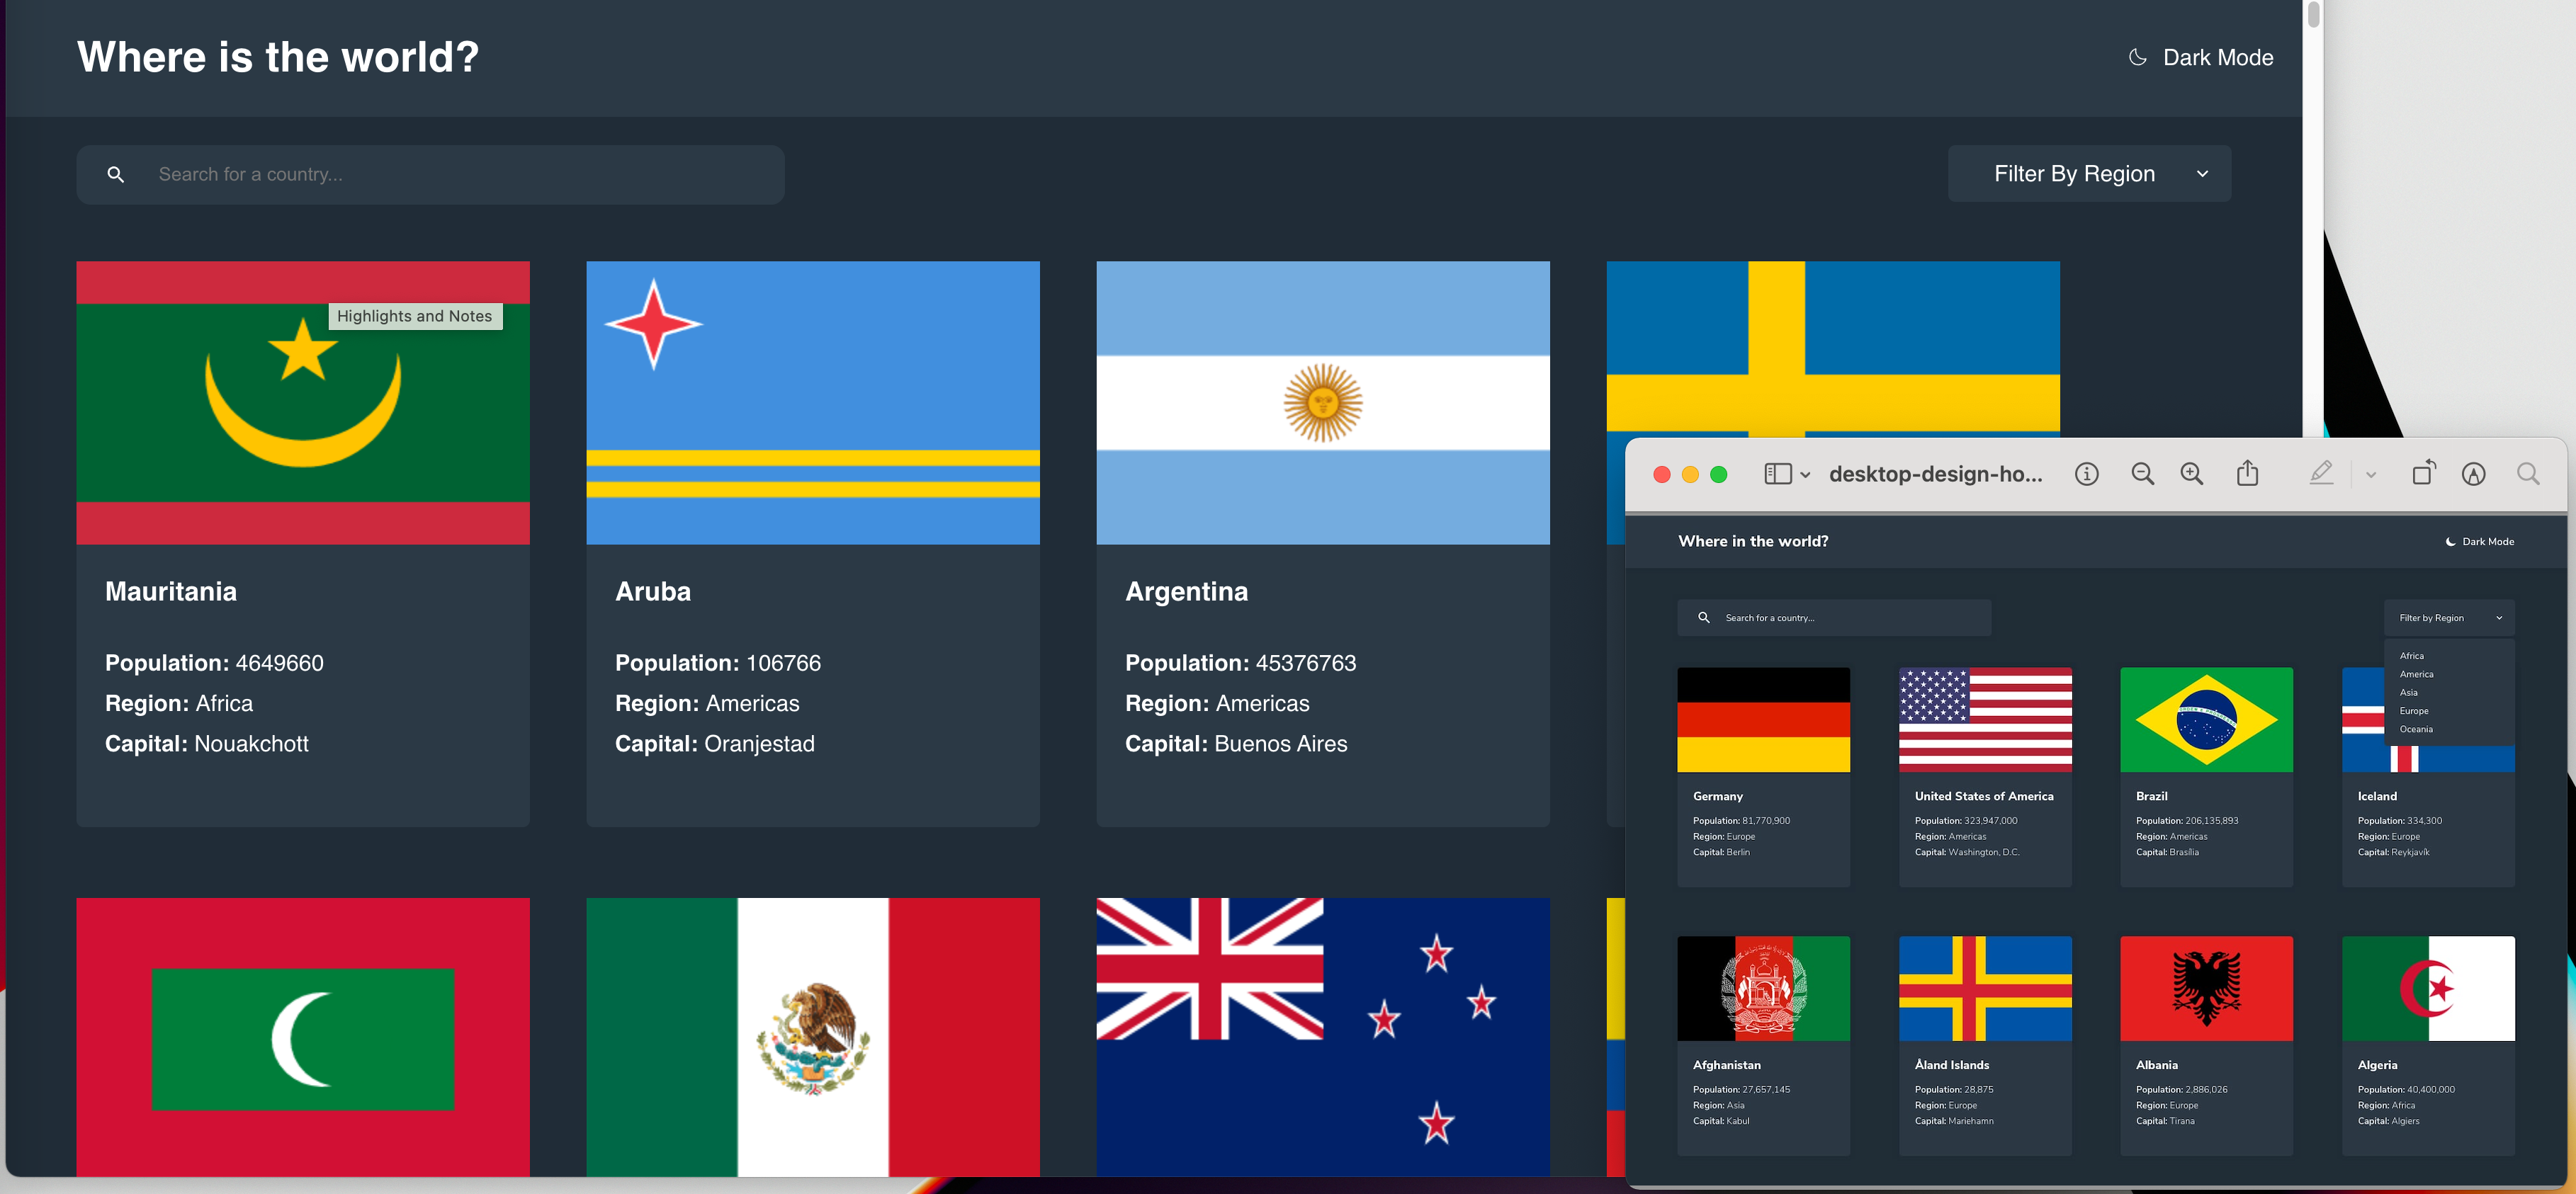 Where is the world?
Dark Mode
Search for a country...
Filter By Region
Highlights and Notes
Mauritania
Population: 4649660
Region: Africa
Capital: Nouakchott
Aruba
Population: 106766
Region: Americas
Capital: Oranjestad
Argentina
Population: 45376763
Region: Americas
Capital: Buenos Aires
desktop-design-ho...
Where in the world?
Dark Mode
Search for a country...
Filter by Region
Africa
America
Asia
Europe
Oceania
Germany
Population: 81,770,900
Region: Europe
Capital: Berlin
United States of America
Population: 323,947,000
Region: Americas
Capital: Washington, D.C.
Brazil
Population: 206,135,893
Region: Americas
Capital: Brasília
Iceland
Population: 334,300
Region: Europe
Capital: Reykjavík
Afghanistan
Population: 27,657,145
Region: Asia
Capital: Kabul
Åland Islands
Population: 28,875
Region: Europe
Capital: Mariehamn
Albania
Population: 2,886,026
Region: Europe
Capital: Tirana
Algeria
Population: 40,400,000
Region: Africa
Capital: Algiers